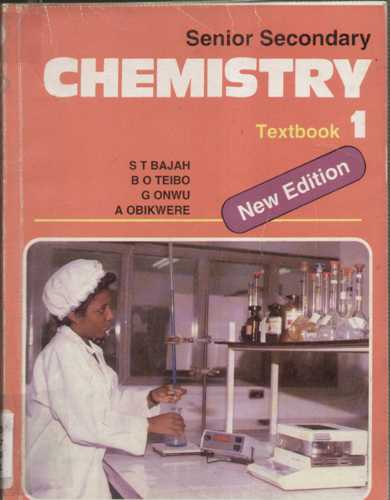 Senior Secondary
CHEMISTRY
Textbook 1
S T BAJAH
B O TEIBO
G ONWU
A OBIKWERE
New Edition